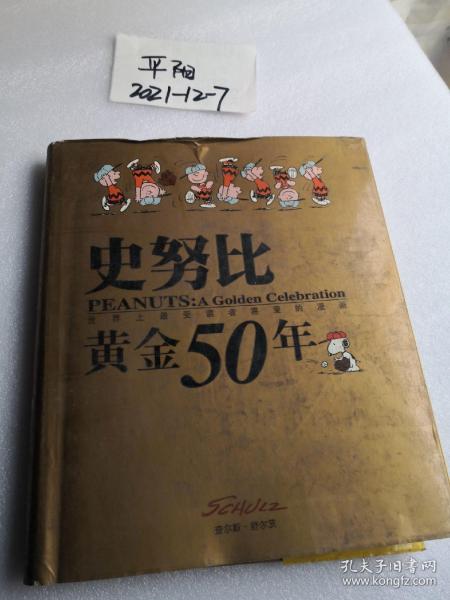 平阳
2021-12-7
史努比
PEANUTS: A Golden Celebration
世界上最受读者喜爱的漫画
黄金50年
SCHULZ
查尔斯·舒尔茨
孔夫子旧书网
www.kongfz.com